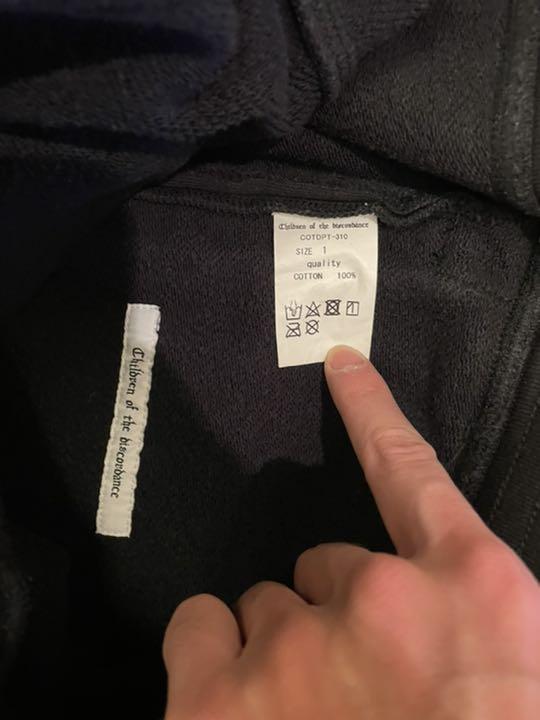 Children of the discordance
COTDPT-310
SIZE 1
quality
COTTON 100%
Children of the discordance